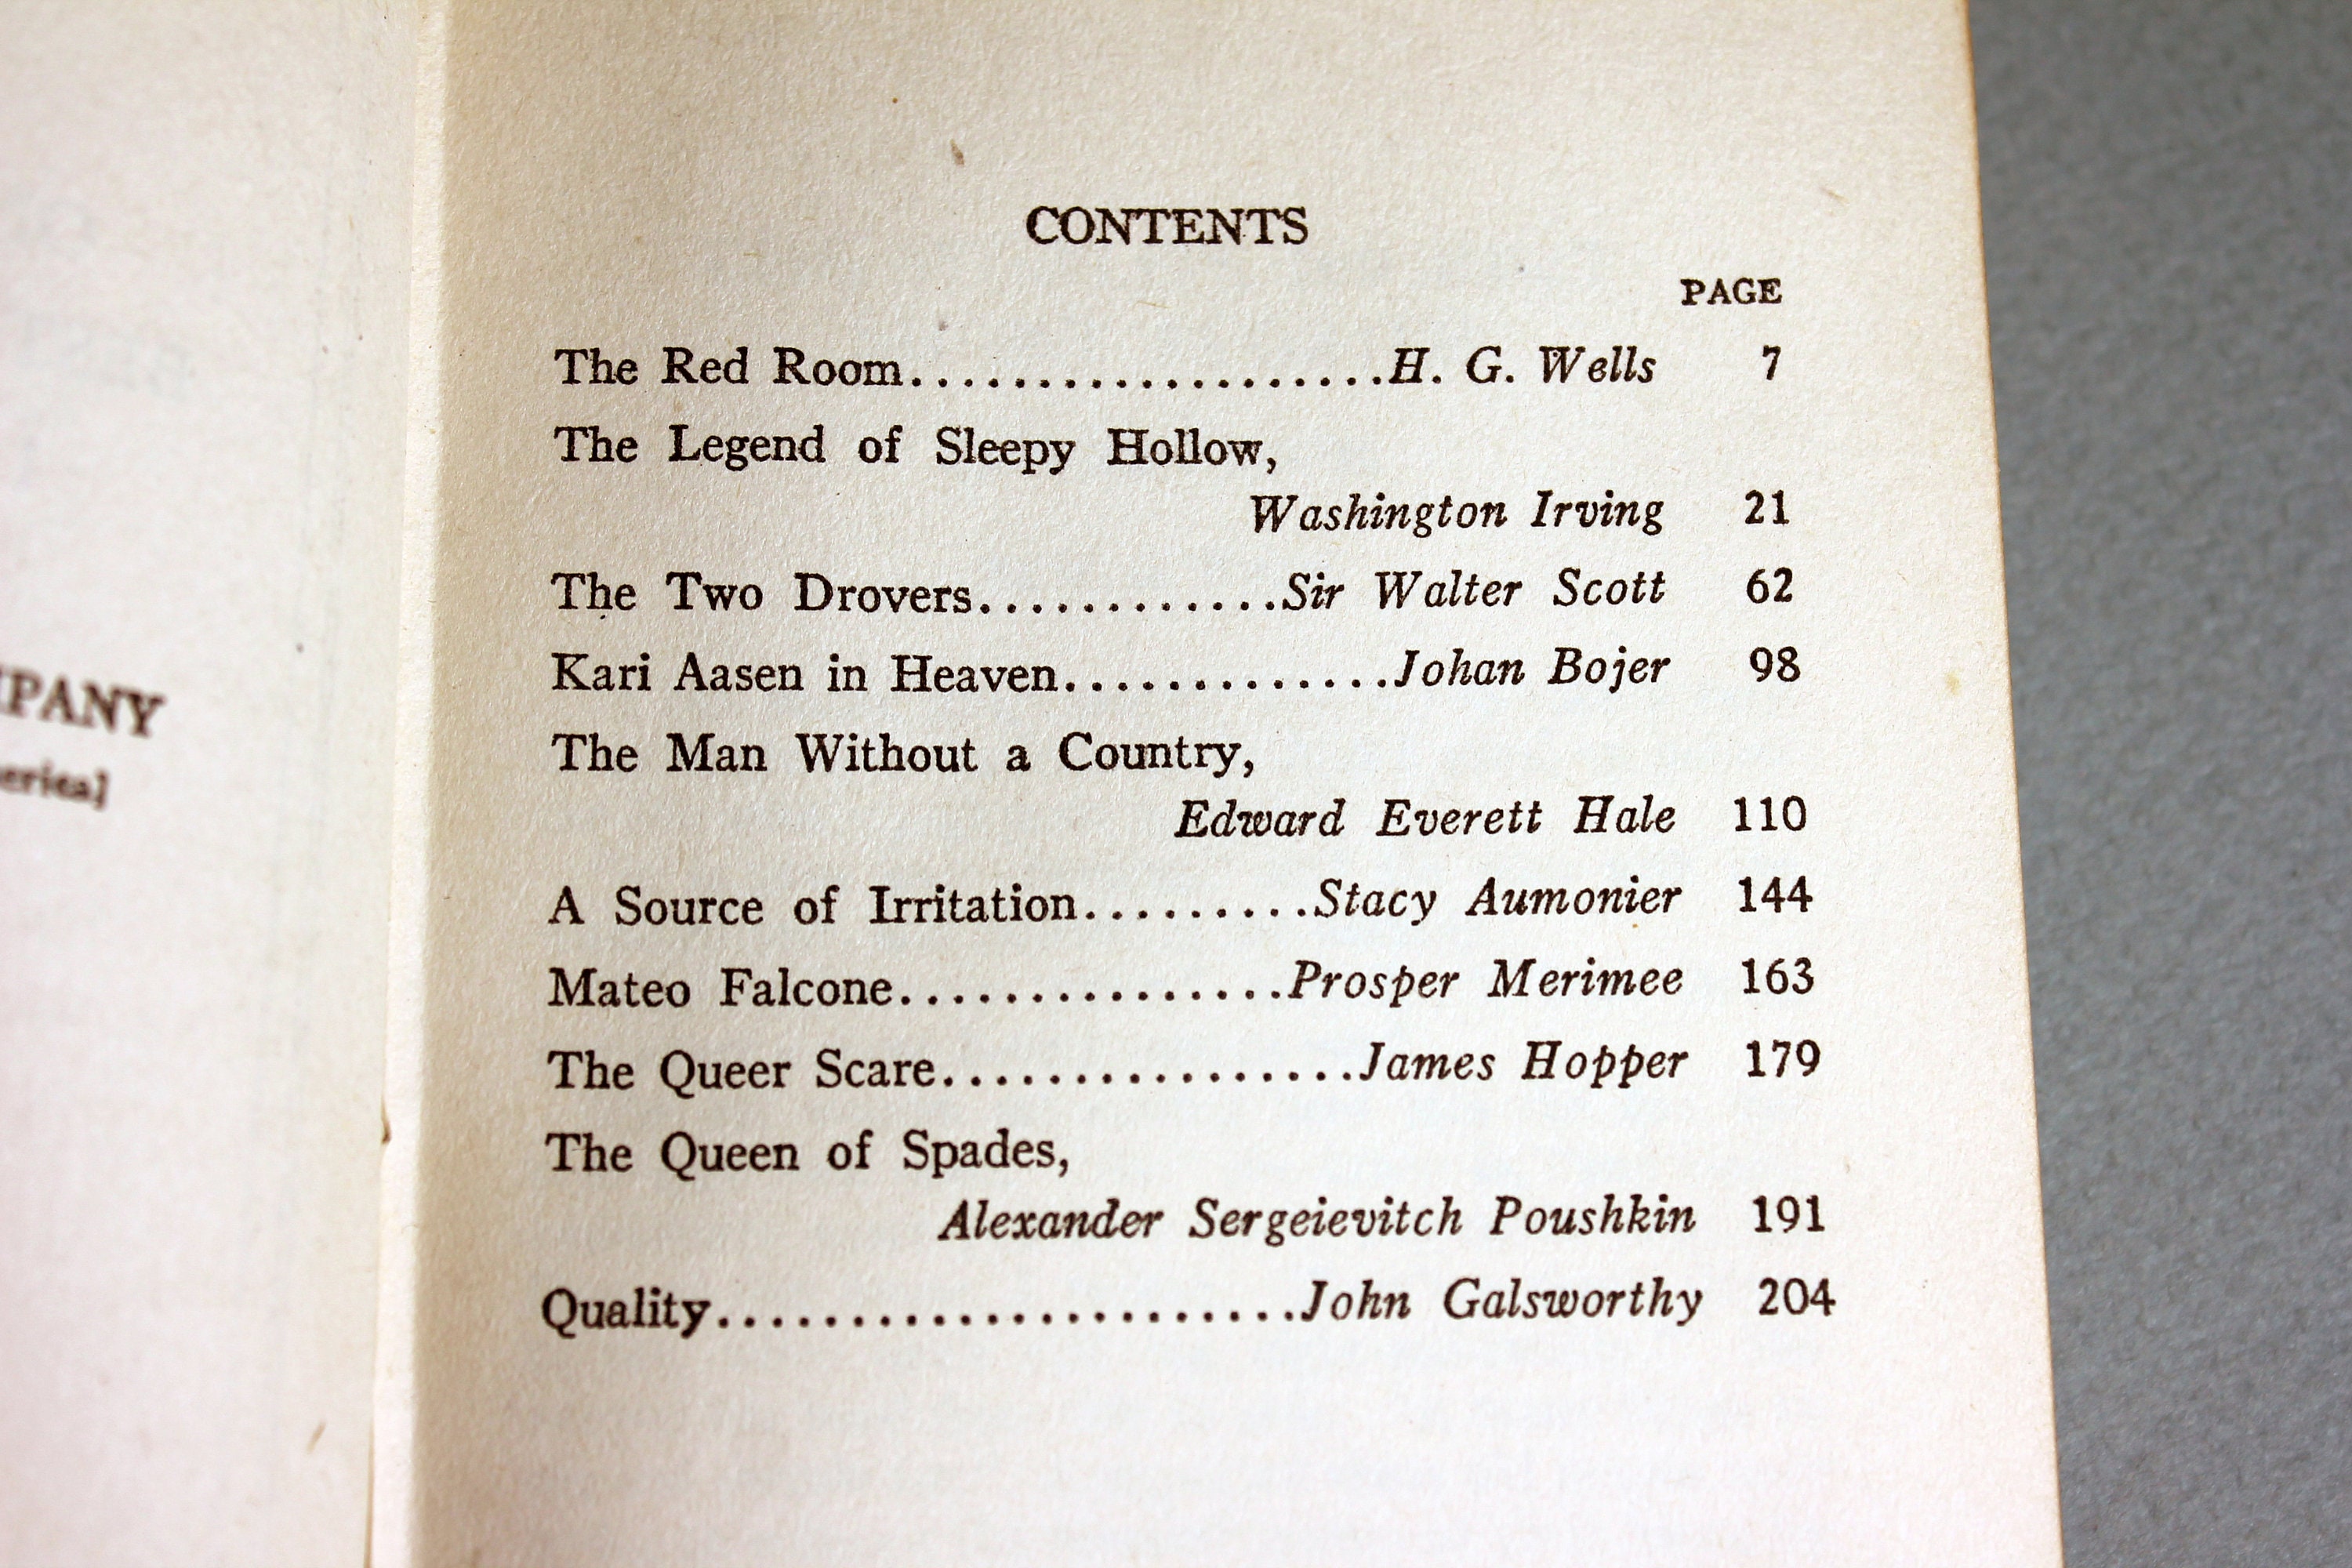 CONTENTS
PAGE
The Red Room....................H. G. Wells 7
The Legend of Sleepy Hollow,
Washington Irving 21
The Two Drovers............Sir Walter Scott 62
Kari Aasen in Heaven.............Johan Bojer 98
The Man Without a Country,
Edward Everett Hale 110
A Source of Irritation.........Stacy Aumonier 144
Mateo Falcone...............Prosper Merimee 163
The Queer Scare................James Hopper 179
The Queen of Spades,
Alexander Sergeievitch Poushkin 191
Quality......................John Galsworthy 204